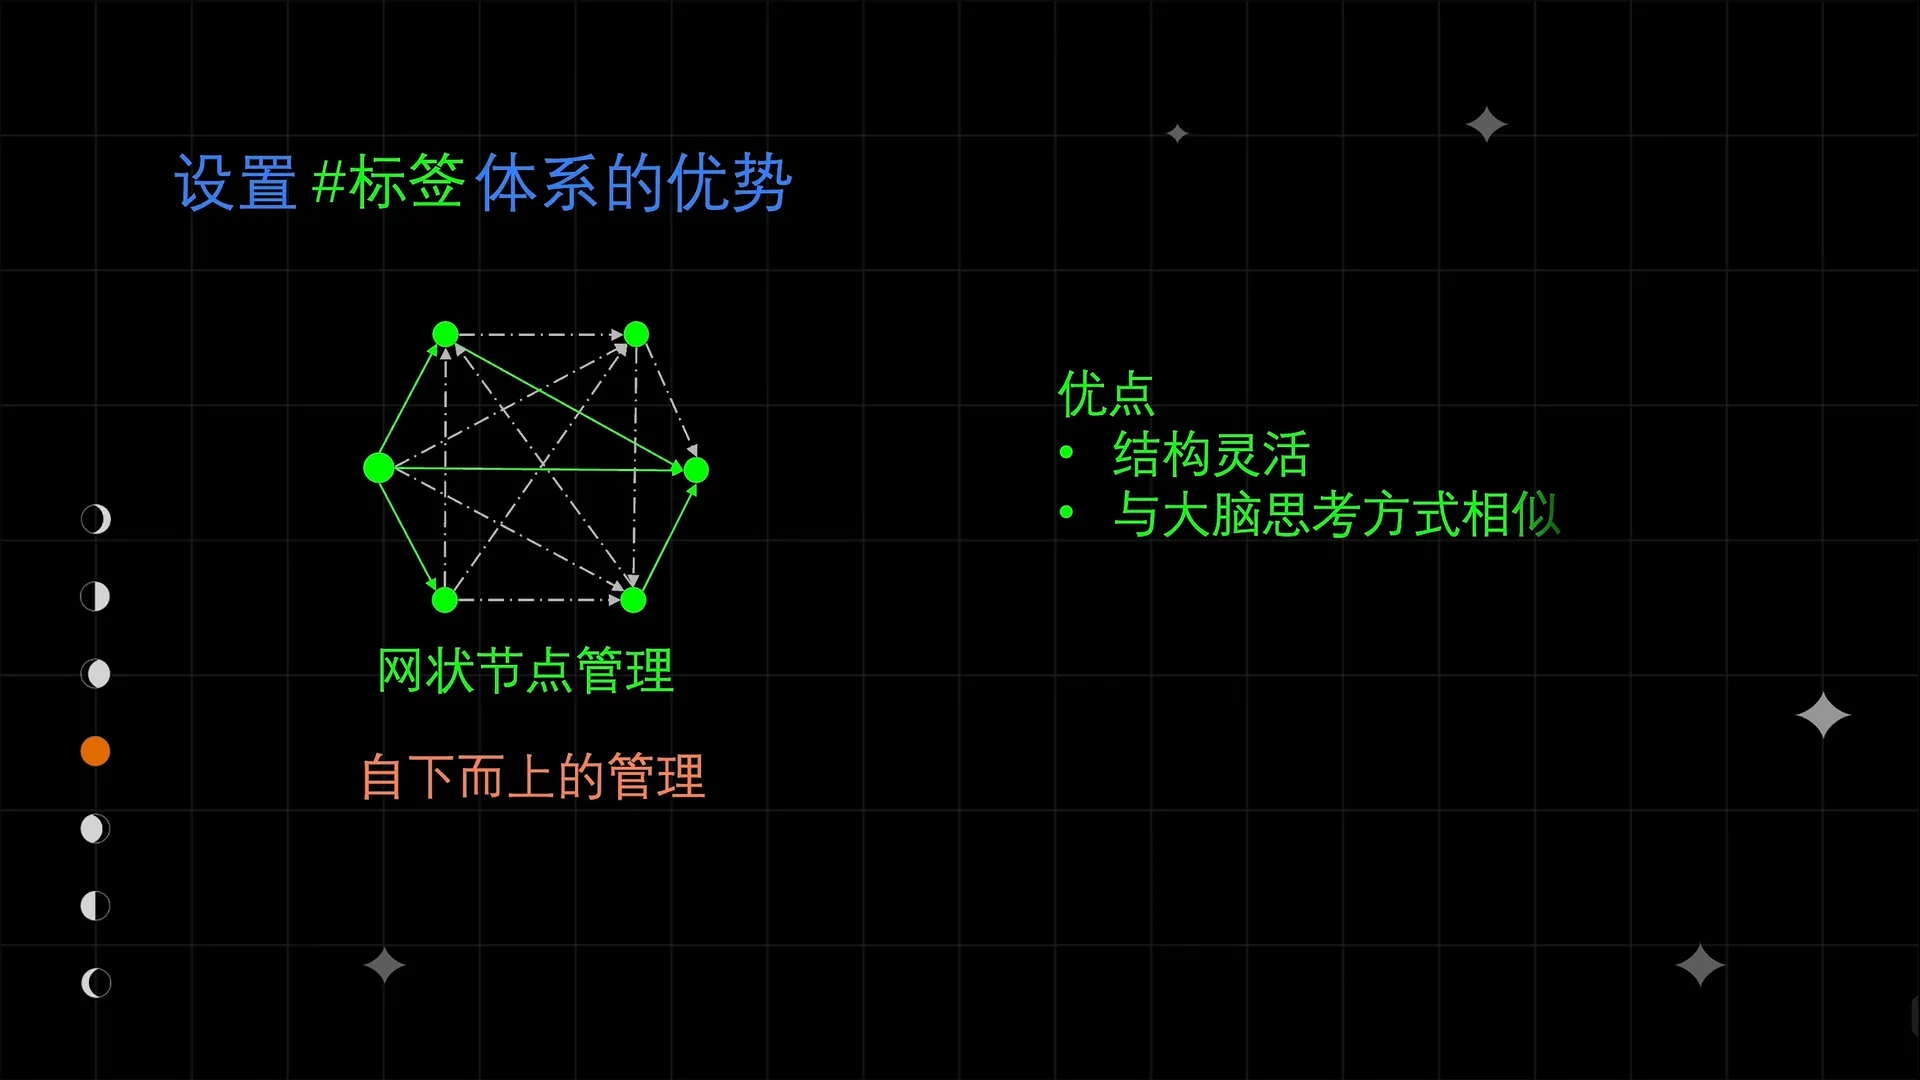 设置 #标签 体系的优势
优点
• 结构灵活
• 与大脑思考方式相似
网状节点管理
自下而上的管理